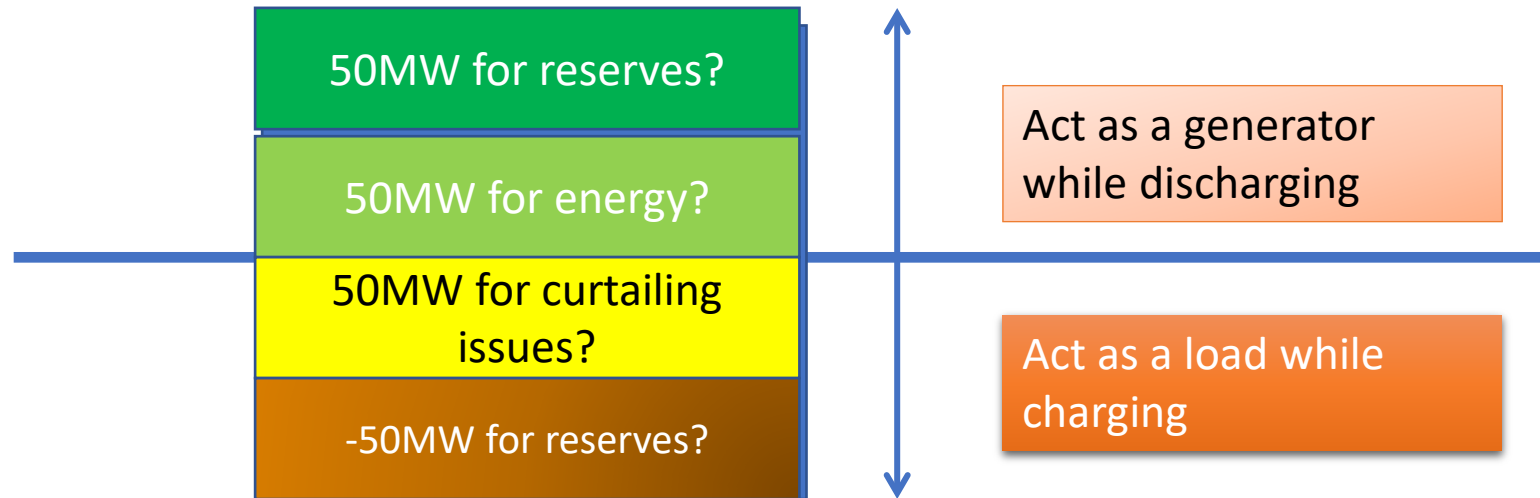 50MW for reserves?
50MW for energy?
50MW for curtailing
issues?
-50MW for reserves?
Act as a generator
while discharging
Act as a load while
charging